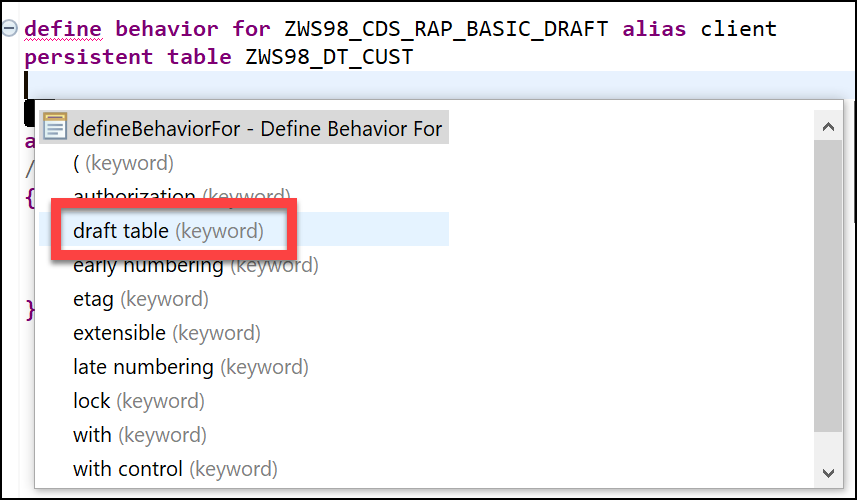 define behavior for ZWS98_CDS_RAP_BASIC_DRAFT alias client
persistent table ZWS98_DT_CUST
defineBehaviorFor - Define Behavior For
a
( (keyword)
/
authorization (keyword)
{
draft table (keyword)
early numbering (keyword)
etag (keyword)
}
extensible (keyword)
late numbering (keyword)
lock (keyword)
with (keyword)
with control (keyword)